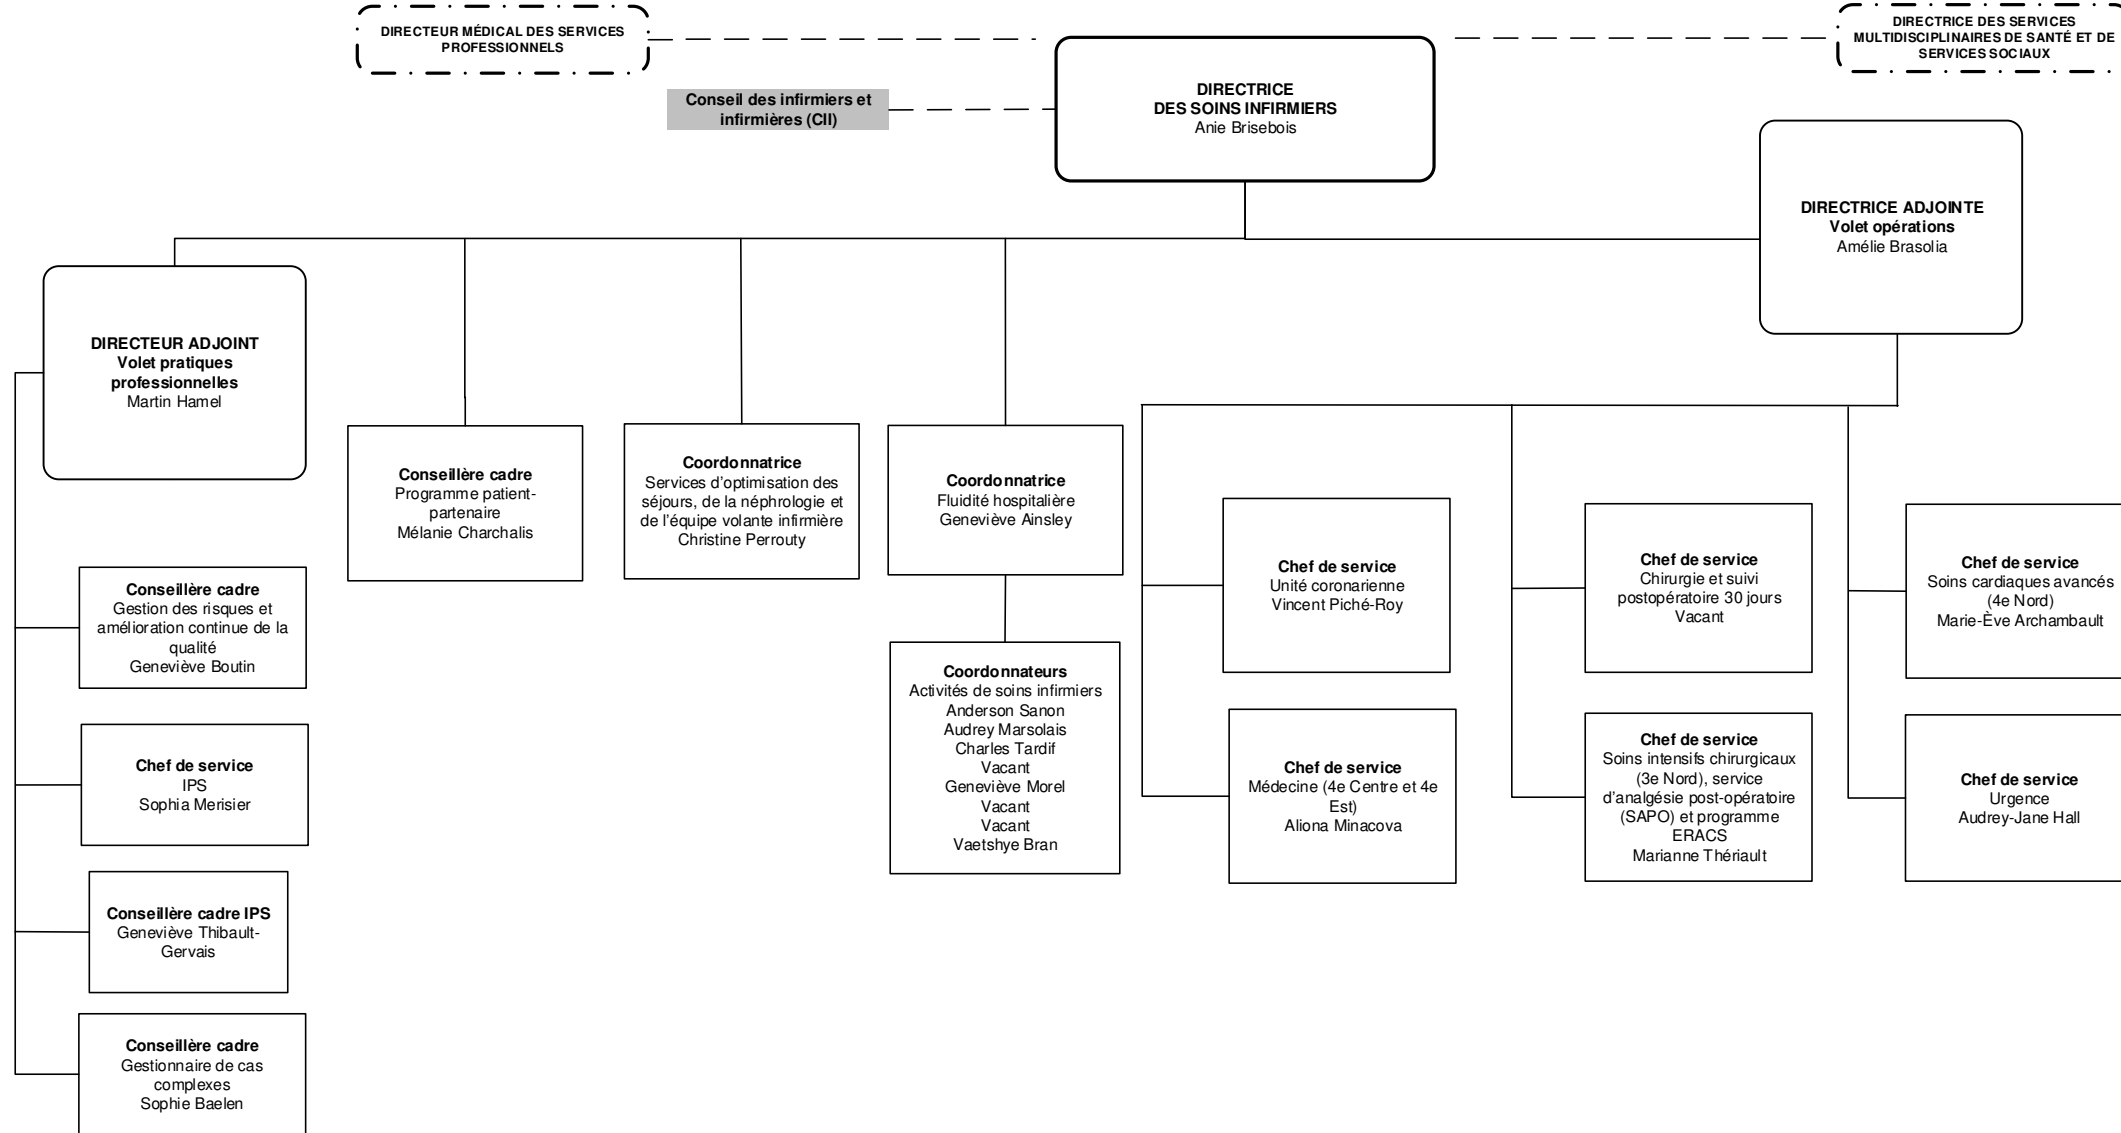 DIRECTEUR MÉDICAL DES SERVICES
PROFESSIONNELS
DIRECTRICE DES SERVICES
MULTIDISCIPLINAIRES DE SANTÉ ET DE
SERVICES SOCIAUX
Conseil des infirmiers et
infirmières (CII)
DIRECTRICE
DES SOINS INFIRMIERS
Anie Brisebois
DIRECTRICE ADJOINTE
Volet opérations
Amélie Brasolia
DIRECTEUR ADJOINT
Volet pratiques
professionnelles
Martin Hamel
Conseillère cadre
Programme patient-
partenaire
Mélanie Charchalis
Coordonnatrice
Services d'optimisation des
séjours, de la néphrologie et
de l'équipe volante infirmière
Christine Perrouty
Coordonnatrice
Fluidité hospitalière
Geneviève Ainsley
Chef de service
Unité coronarienne
Vincent Piché-Roy
Chef de service
Chirurgie et suivi
postopératoire 30 jours
Vacant
Chef de service
Soins cardiaques avancés
(4e Nord)
Marie-Ève Archambault
Conseillère cadre
Gestion des risques et
amélioration continue de la
qualité
Geneviève Boutin
Coordonnateurs
Activités de soins infirmiers
Anderson Sanon
Audrey Marsolais
Charles Tardif
Vacant
Geneviève Morel
Vacant
Vacant
Vaetshye Bran
Chef de service
Médecine (4e Centre et 4e
Est)
Aliona Minacova
Chef de service
Soins intensifs chirurgicaux
(3e Nord), service
d'analgésie post-opératoire
(SAPO) et programme
ERACS
Marianne Thériault
Chef de service
Urgence
Audrey-Jane Hall
Chef de service
IPS
Sophia Merisier
Conseillère cadre IPS
Geneviève Thibault-
Gervais
Conseillère cadre
Gestionnaire de cas
complexes
Sophie Baelen